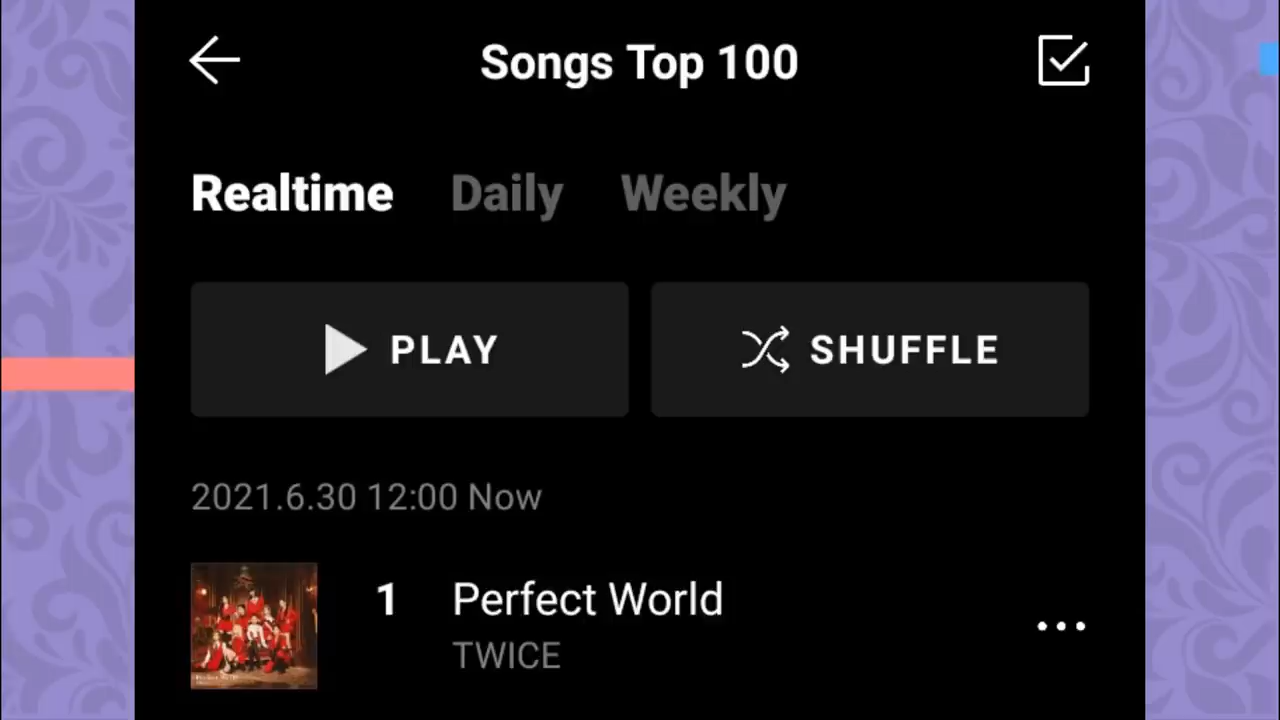 Songs Top 100
Realtime Daily Weekly
PLAY SHUFFLE
2021.6.30 12:00 Now
1 Perfect World
TWICE